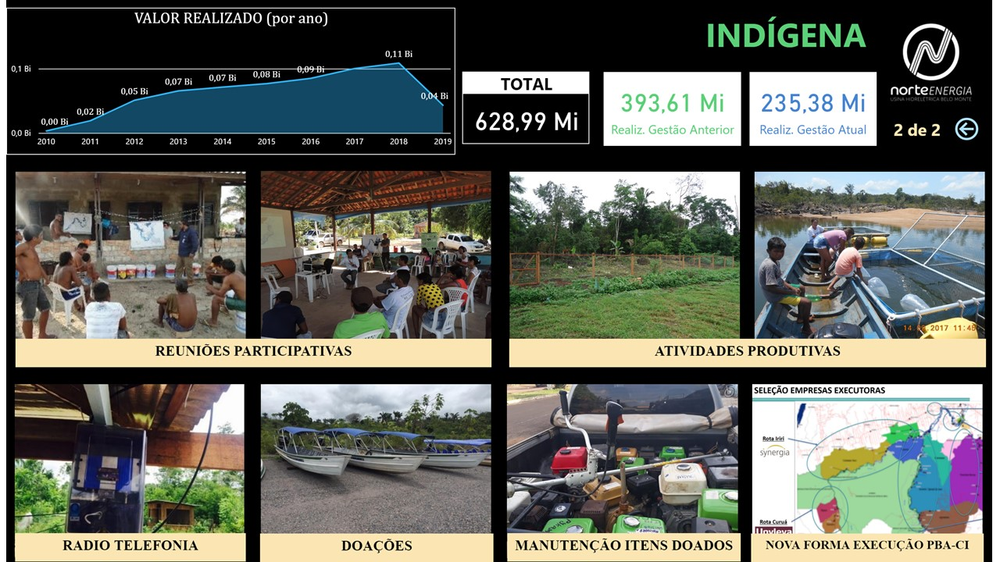 VALOR REALIZADO (por ano)
0,1 Bi
0,0 Bi
0,00 Bi
0,02 Bi
0,05 Bi
0,07 Bi
0,07 Bi
0,08 Bi
0,09 Bi
0,11 Bi
0,04 Bi
2010 2011 2012 2013 2014 2015 2016 2017 2018 2019
TOTAL
628,99 Mi
INDÍGENA
393,61 Mi
Realiz. Gestão Anterior
235,38 Mi
Realiz. Gestão Atual
norteENERGIA
USINA HIDRELÉTRICA BELO MONTE
2 de 2
REUNIÕES PARTICIPATIVAS
2017 11:45
ATIVIDADES PRODUTIVAS
RADIO TELEFONIA
DOAÇÕES
MANUTENÇÃO ITENS DOADOS
SELEÇÃO EMPRESAS EXECUTORAS
Rota Iriri
synergia
Rota Curuá
Unyleya
NOVA FORMA EXECUÇÃO PBA-CI